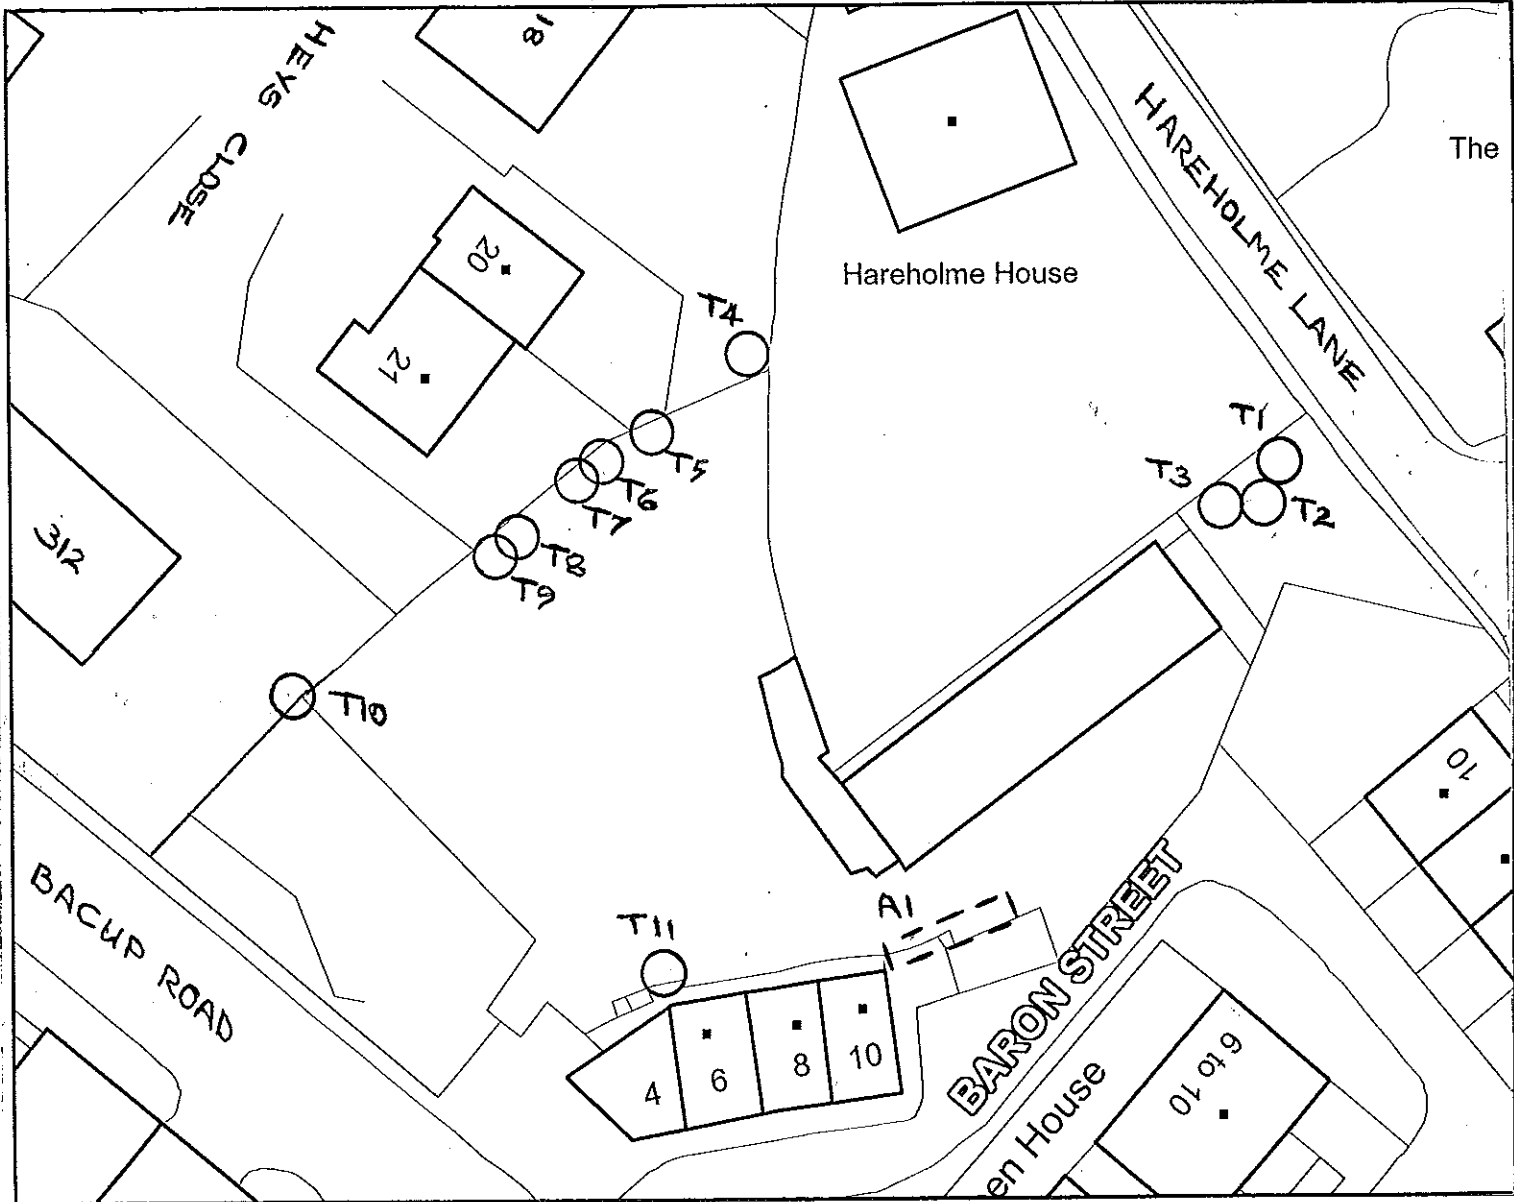 18
HEYS CLOSE
HAREHOLME LANE
The
20
Hareholme House
T4
21
T1
T5
T3
T6
T2
T7
312
T8
T9
T10
10
BACUP ROAD
A1
T11
BARON STREET
10
8
6
4
6 to 10
en House